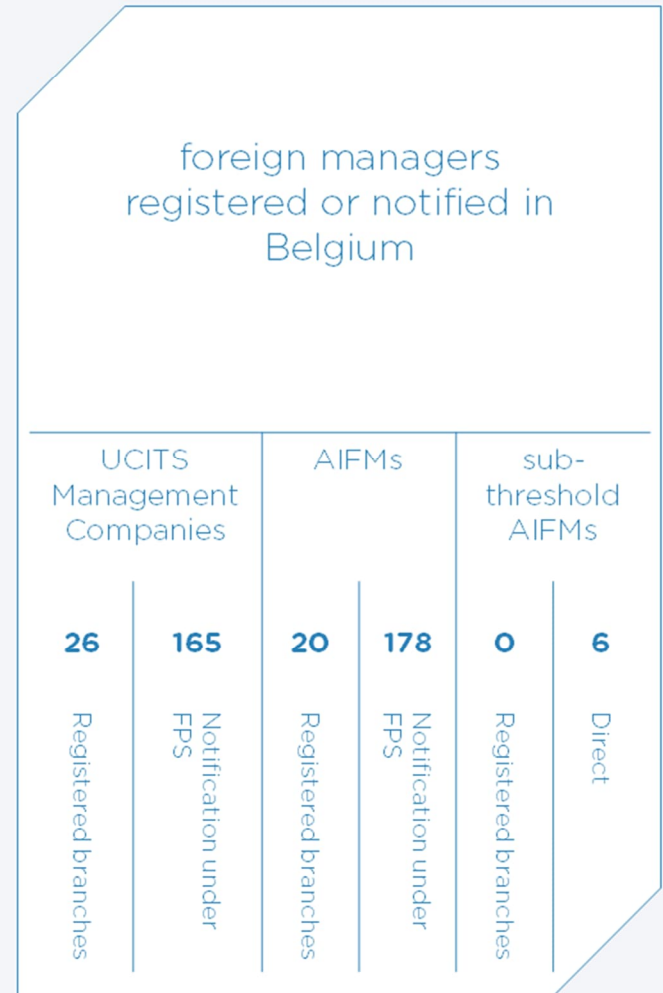 foreign managers
registered or notified in
Belgium
UCITS
Management
Companies
AIFMs
sub-
threshold
AIFMs
26
165
20
178
0
6
Registered branches
Notification under
FPS
Registered branches
Notification under
FPS
Registered branches
Direct